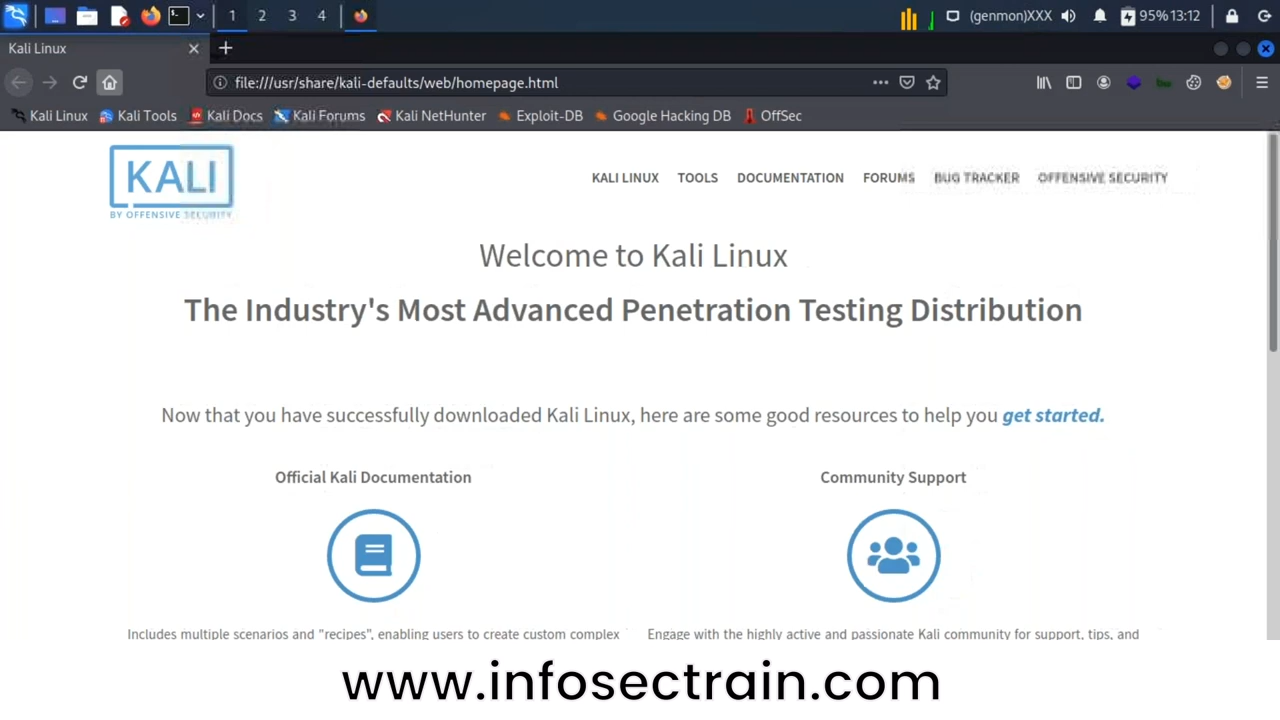 1 2 3 4 (genmon)XXX 95% 13:12
Kali Linux
file:///usr/share/kali-defaults/web/homepage.html
Kali Linux Kali Tools Kali Docs Kali Forums Kali NetHunter Exploit-DB Google Hacking DB OffSec
KALI
BY OFFENSIVE SECURITY
KALI LINUX TOOLS DOCUMENTATION FORUMS BUG TRACKER OFFENSIVE SECURITY
Welcome to Kali Linux
The Industry's Most Advanced Penetration Testing Distribution
Now that you have successfully downloaded Kali Linux, here are some good resources to help you get started.
Official Kali Documentation
Community Support
Includes multiple scenarios and "recipes", enabling users to create custom complex
Engage with the highly active and passionate Kali community for support, tips, and
www.infosectrain.com